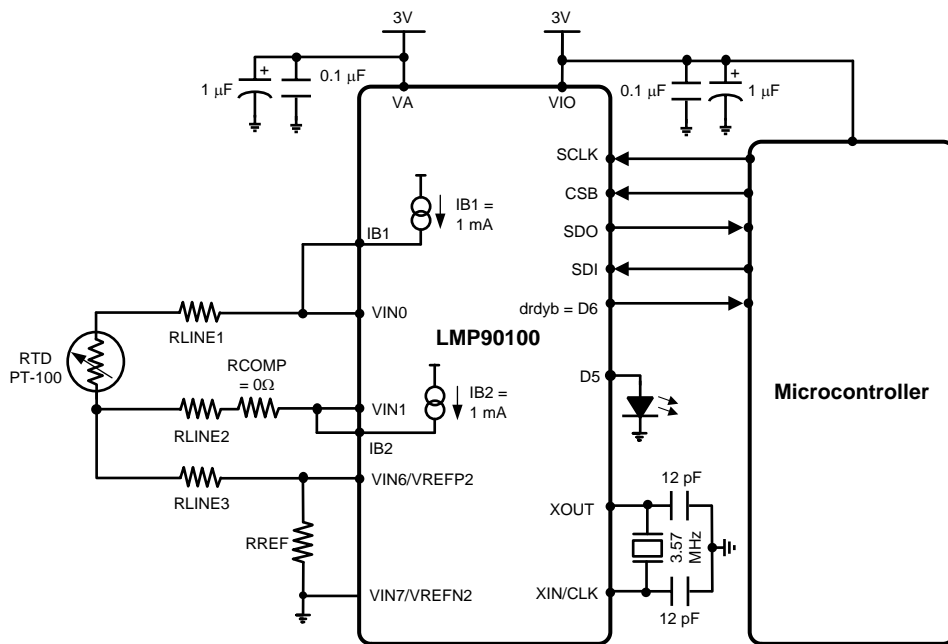 3V
3V
+
1 µF
0.1 µF
VA
VIO
0.1 µF
+
1 µF
SCLK
CSB
SDO
SDI
drdyb = D6
IB1 =
1 mA
IB1
VIN0
RLINE1
LMP90100
RTD
PT-100
RCOMP
= 0Ω
RLINE2
VIN1
IB2
IB2 =
1 mA
D5
Microcontroller
RLINE3
VIN6/VREFP2
12 pF
XOUT
3.57
MHz
RREF
VIN7/VREFN2
XIN/CLK
12 pF